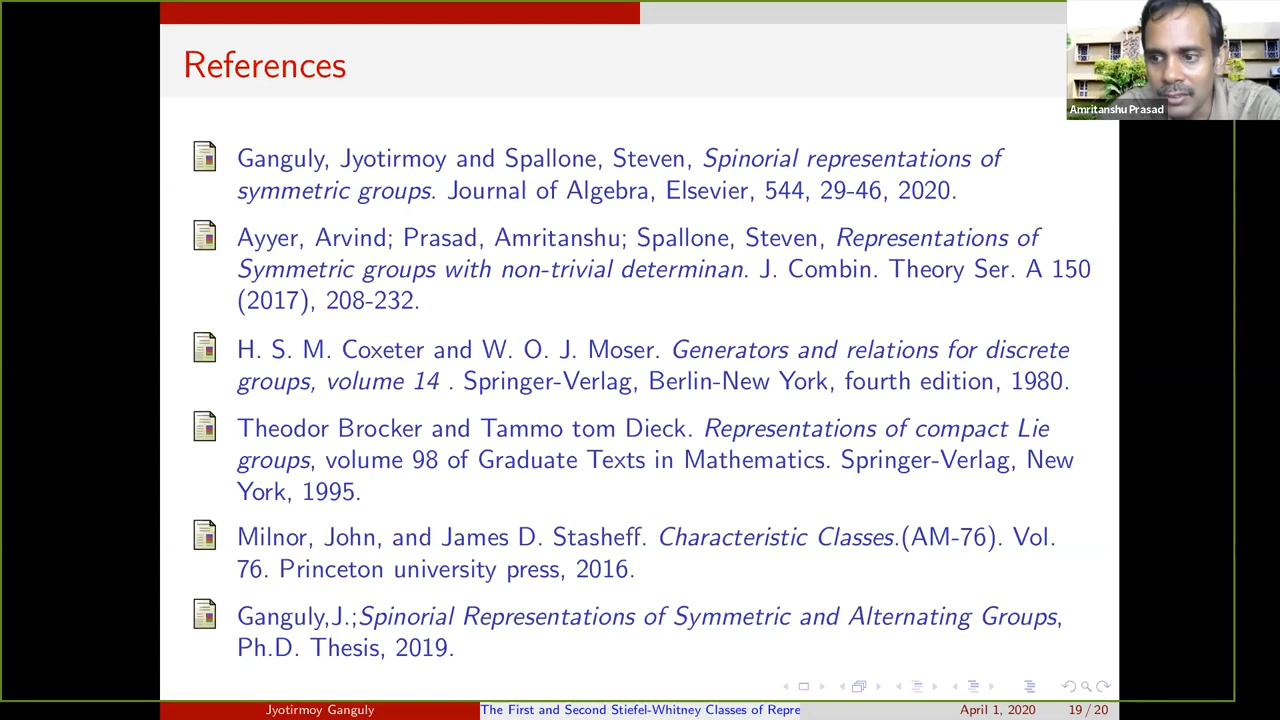 References
Amritanshu Prasad
Ganguly, Jyotirmoy and Spallone, Steven, Spinorial representations of
symmetric groups. Journal of Algebra, Elsevier, 544, 29-46, 2020.
Ayyer, Arvind; Prasad, Amritanshu; Spallone, Steven, Representations of
Symmetric groups with non-trivial determinan. J. Combin. Theory Ser. A 150
(2017), 208-232.
H. S. M. Coxeter and W. O. J. Moser. Generators and relations for discrete
groups, volume 14 . Springer-Verlag, Berlin-New York, fourth edition, 1980.
Theodor Brocker and Tammo tom Dieck. Representations of compact Lie
groups, volume 98 of Graduate Texts in Mathematics. Springer-Verlag, New
York, 1995.
Milnor, John, and James D. Stasheff. Characteristic Classes.(AM-76). Vol.
76. Princeton university press, 2016.
Ganguly,J.;Spinorial Representations of Symmetric and Alternating Groups,
Ph.D. Thesis, 2019.
Jyotirmoy Ganguly The First and Second Stiefel-Whitney Classes of Repre April 1, 2020 19 / 20